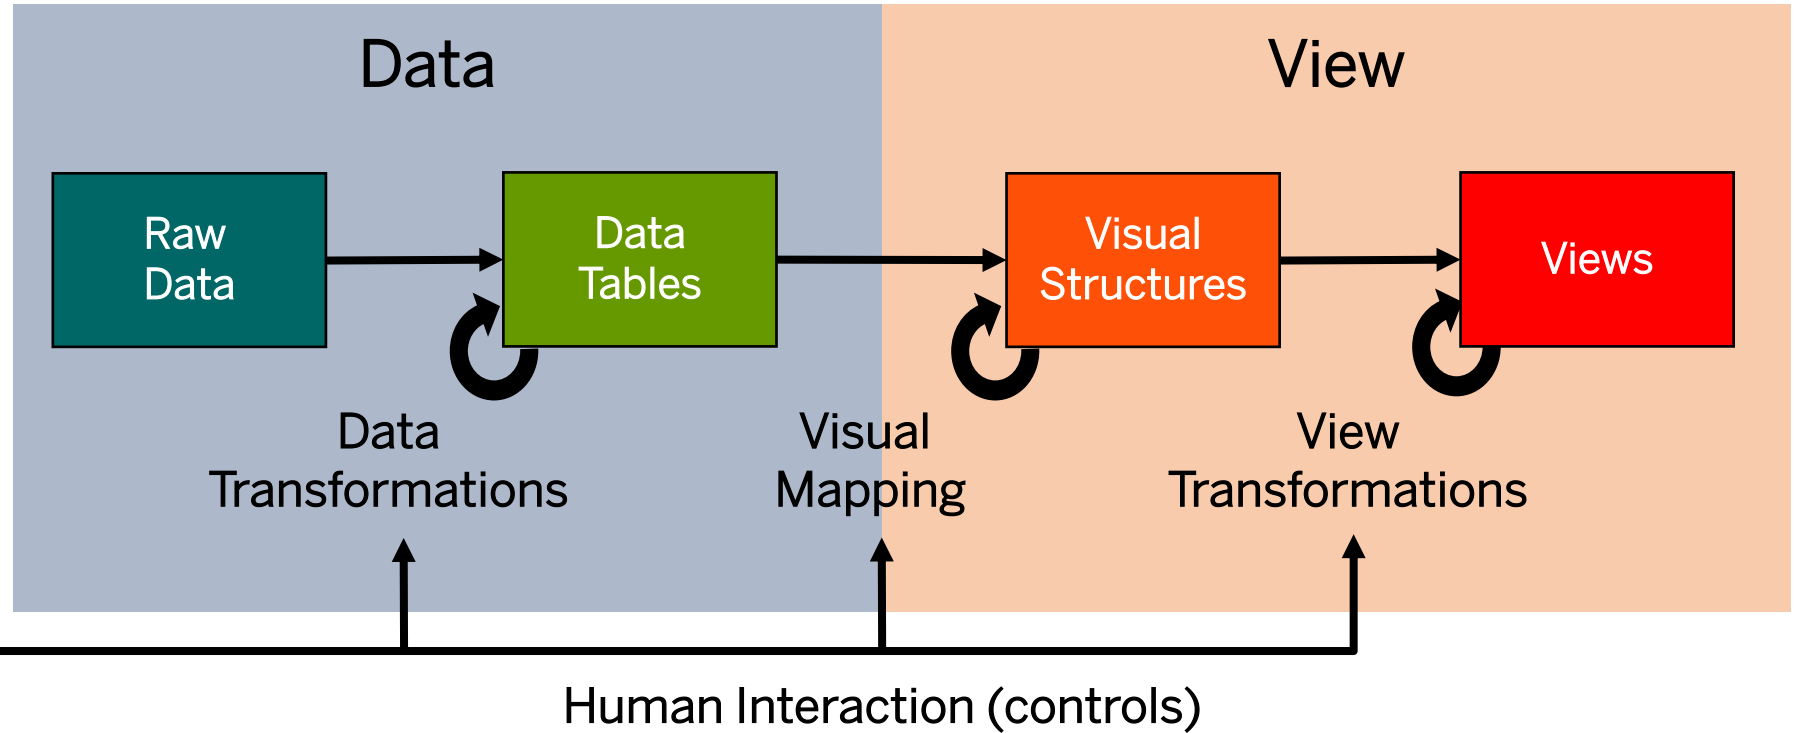 Data
View
Raw
Data
Data
Tables
Visual
Structures
Views
Data
Transformations
Visual
Mapping
View
Transformations
Human Interaction (controls)